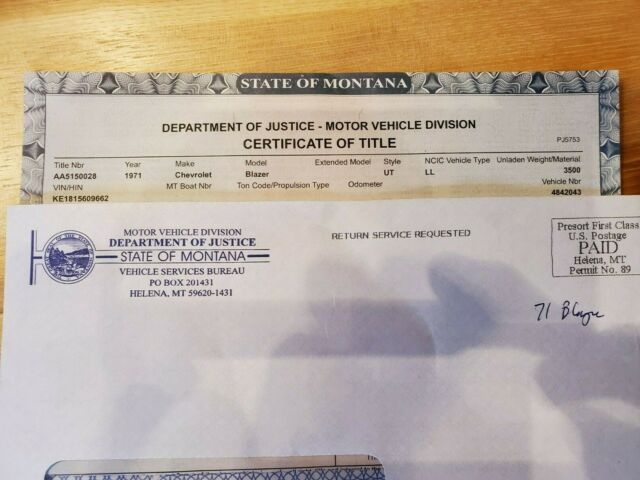 STATE OF MONTANA
DEPARTMENT OF JUSTICE - MOTOR VEHICLE DIVISION
CERTIFICATE OF TITLE
PJ5753
Title Nbr Year Make Model Extended Model Style NCIC Vehicle Type Unladen Weight/Material
AA5150028 1971 Chevrolet Blazer UT LL 3500
VIN/HIN MT Boat Nbr Ton Code/Propulsion Type Odometer Vehicle Nbr
KE1815609662 4842043
MOTOR VEHICLE DIVISION
DEPARTMENT OF JUSTICE
STATE OF MONTANA
VEHICLE SERVICES BUREAU
PO BOX 201431
HELENA, MT 59620-1431
RETURN SERVICE REQUESTED
Presort First Class
U.S. Postage
PAID
Helena, MT
Permit No. 89
71 Blazer